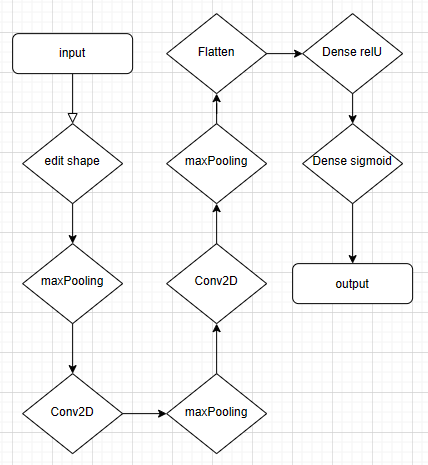 input
edit shape
maxPooling
Conv2D
maxPooling
Conv2D
maxPooling
Flatten
Dense relU
Dense sigmoid
output